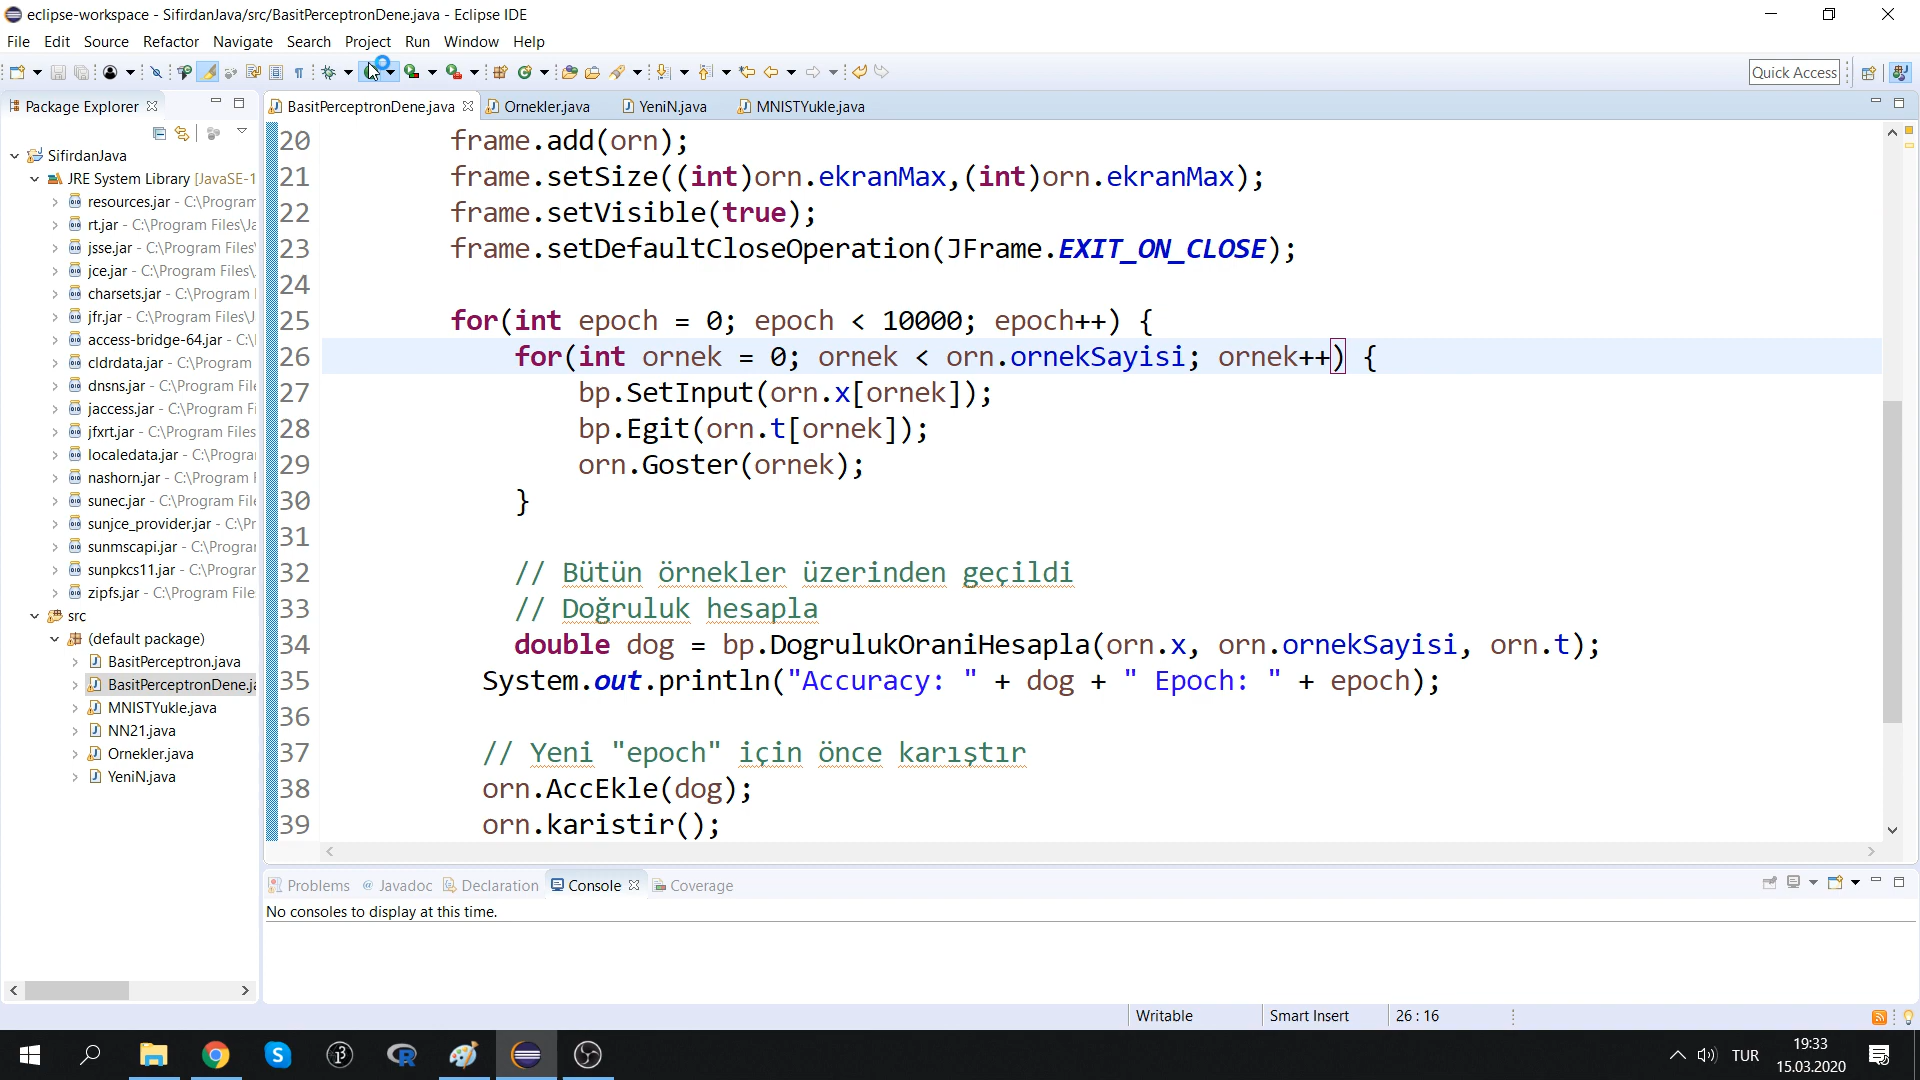 eclipse-workspace - SifirdanJava/src/BasitPerceptronDene.java - Eclipse IDE
File Edit Source Refactor Navigate Search Project Run Window Help
Quick Access
Package Explorer
BasitPerceptronDene.java Ornekler.java YeniN.java MNISTYukle.java
SifirdanJava
JRE System Library [JavaSE-1
resources.jar - C:\Program
rt.jar - C:\Program Files\Ja
jsse.jar - C:\Program Files\
jce.jar - C:\Program Files\
charsets.jar - C:\Program
jfr.jar - C:\Program Files\J
access-bridge-64.jar - C:\
cldrdata.jar - C:\Program
dnsns.jar - C:\Program File
jaccess.jar - C:\Program Fi
jfxrt.jar - C:\Program Files
localedata.jar - C:\Progra
nashorn.jar - C:\Program
sunec.jar - C:\Program File
sunjce_provider.jar - C:\Pr
sunmscapi.jar - C:\Progra
sunpkcs11.jar - C:\Progra
zipfs.jar - C:\Program File
src
(default package)
BasitPerceptron.java
BasitPerceptronDene.ja
MNISTYukle.java
NN21.java
Ornekler.java
YeniN.java
20 frame.add(orn);
21 frame.setSize((int)orn.ekranMax,(int)orn.ekranMax);
22 frame.setVisible(true);
23 frame.setDefaultCloseOperation(JFrame.EXIT_ON_CLOSE);
24
25 for(int epoch = 0; epoch < 10000; epoch++) {
26 for(int ornek = 0; ornek < orn.ornekSayisi; ornek++) {
27 bp.SetInput(orn.x[ornek]);
28 bp.Egit(orn.t[ornek]);
29 orn.Goster(ornek);
30 }
31
32 // Bütün örnekler üzerinden geçildi
33 // Doğruluk hesapla
34 double dog = bp.DogrulukOraniHesapla(orn.x, orn.ornekSayisi, orn.t);
35 System.out.println("Accuracy: " + dog + " Epoch: " + epoch);
36
37 // Yeni "epoch" için önce karıştır
38 orn.AccEkle(dog);
39 orn.karistir();
Problems @ Javadoc Declaration Console Coverage
No consoles to display at this time.
Writable Smart Insert 26 : 16
TUR
19:33
15.03.2020